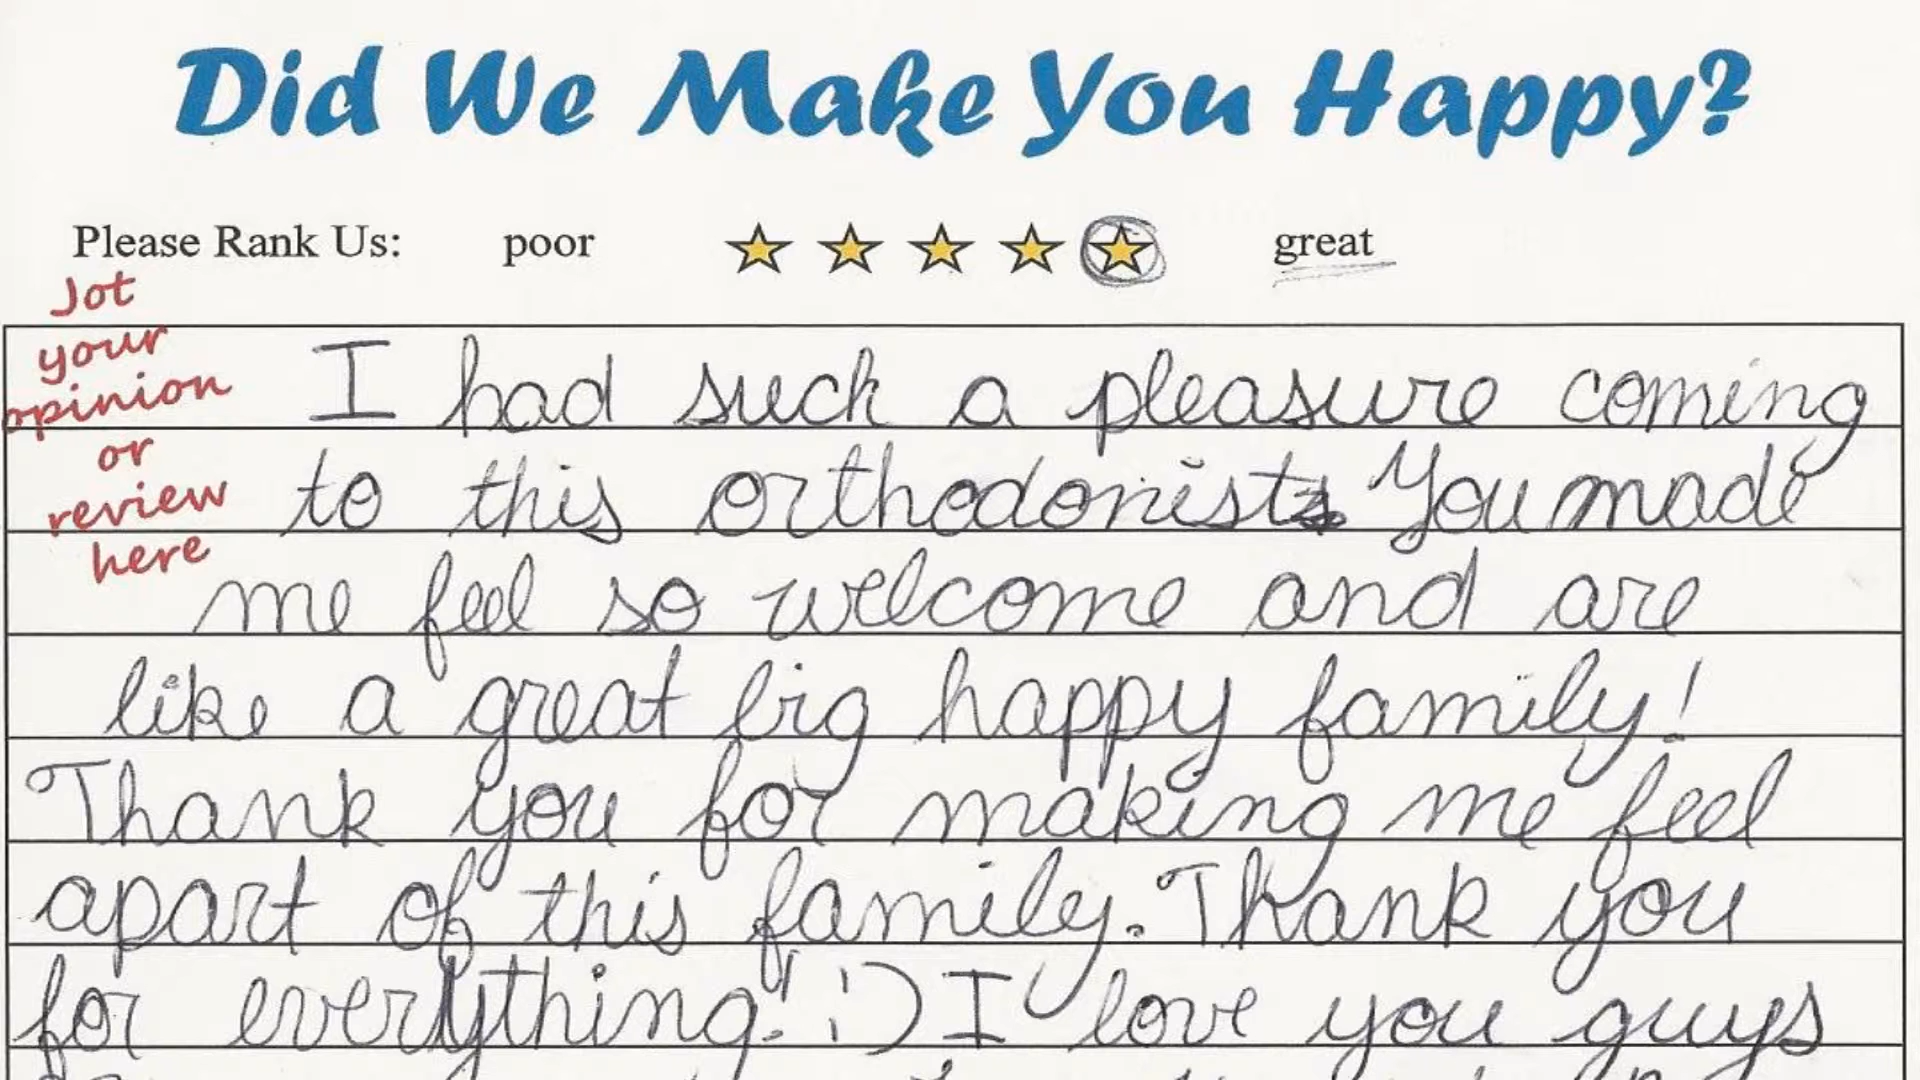 Did We Make You Happy?
Please Rank Us: poor great
Jot
your
opinion
or
review
here
I had such a pleasure coming
to this orthodonist You made
me feel so welcome and are
like a great big happy family!
Thank you for making me feel
apart of this family. Thank you
for everything! :) I love you guys